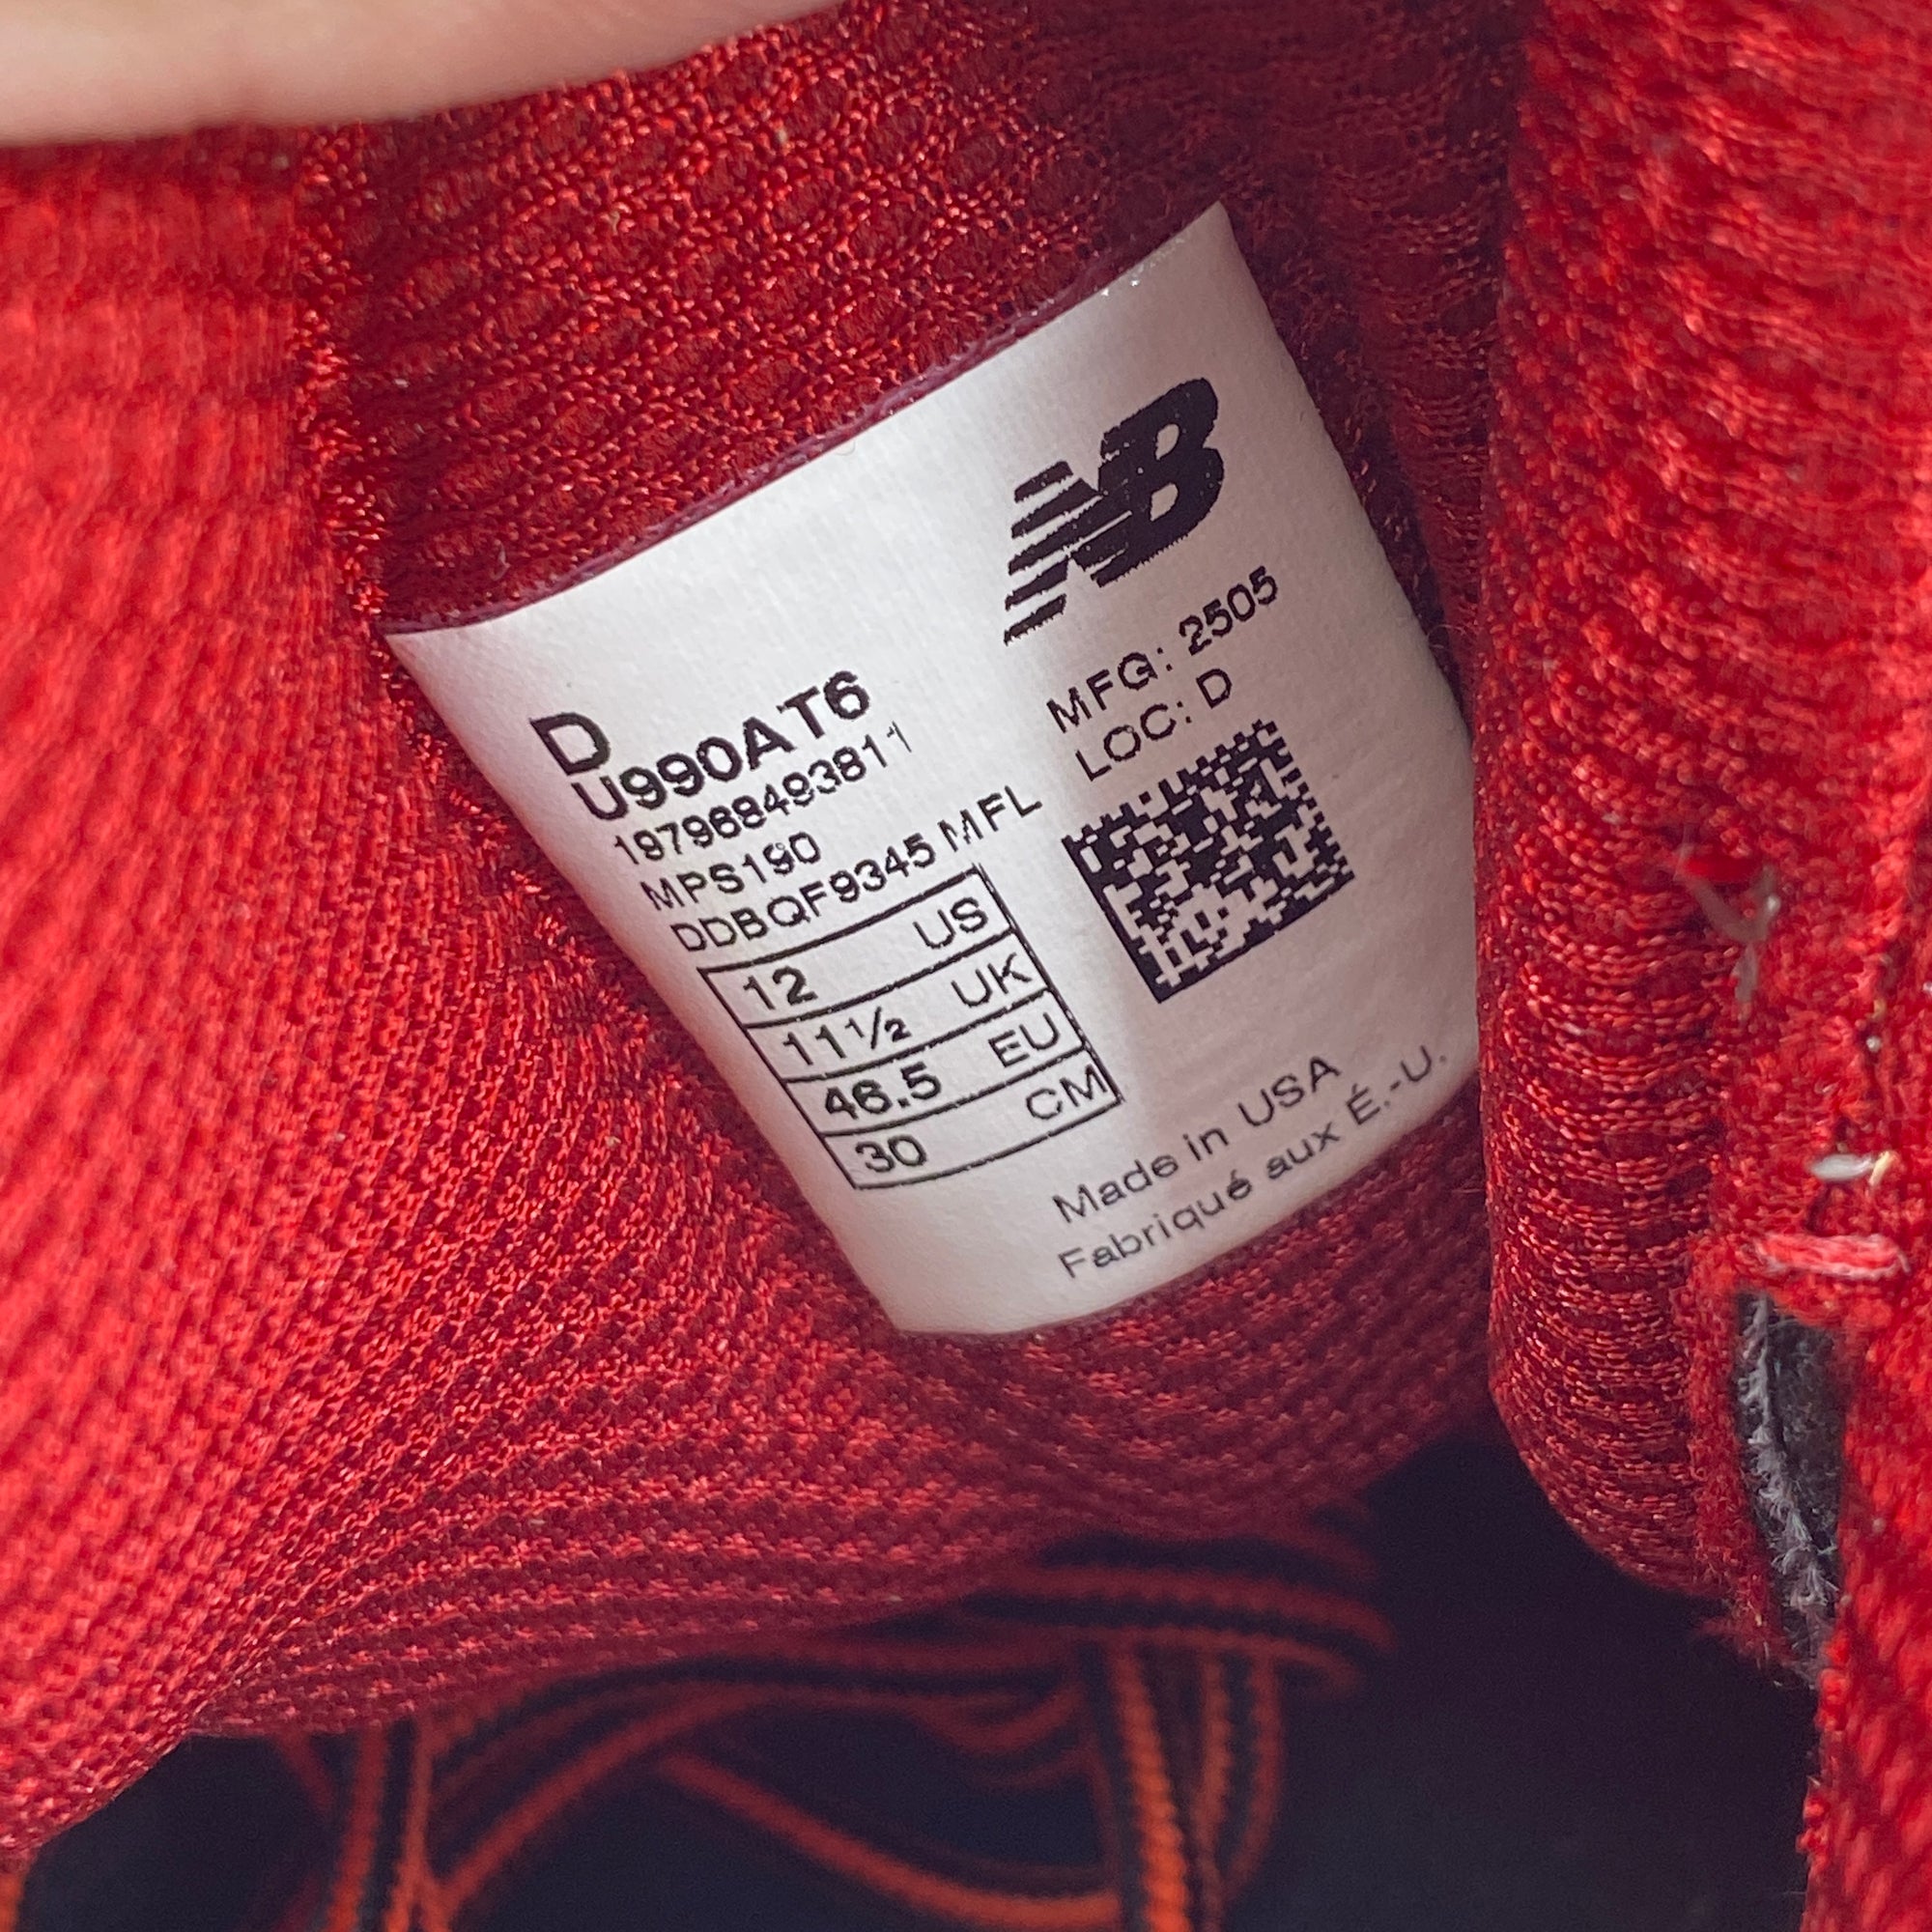 NB
MFG: 2505
LOC: D
D
U990AT6
197968493811
MPS190
DDBQF9345 MFL
12 US
11½ UK
46.5 EU
30 CM
Made in USA
Fabriqué aux É.-U.